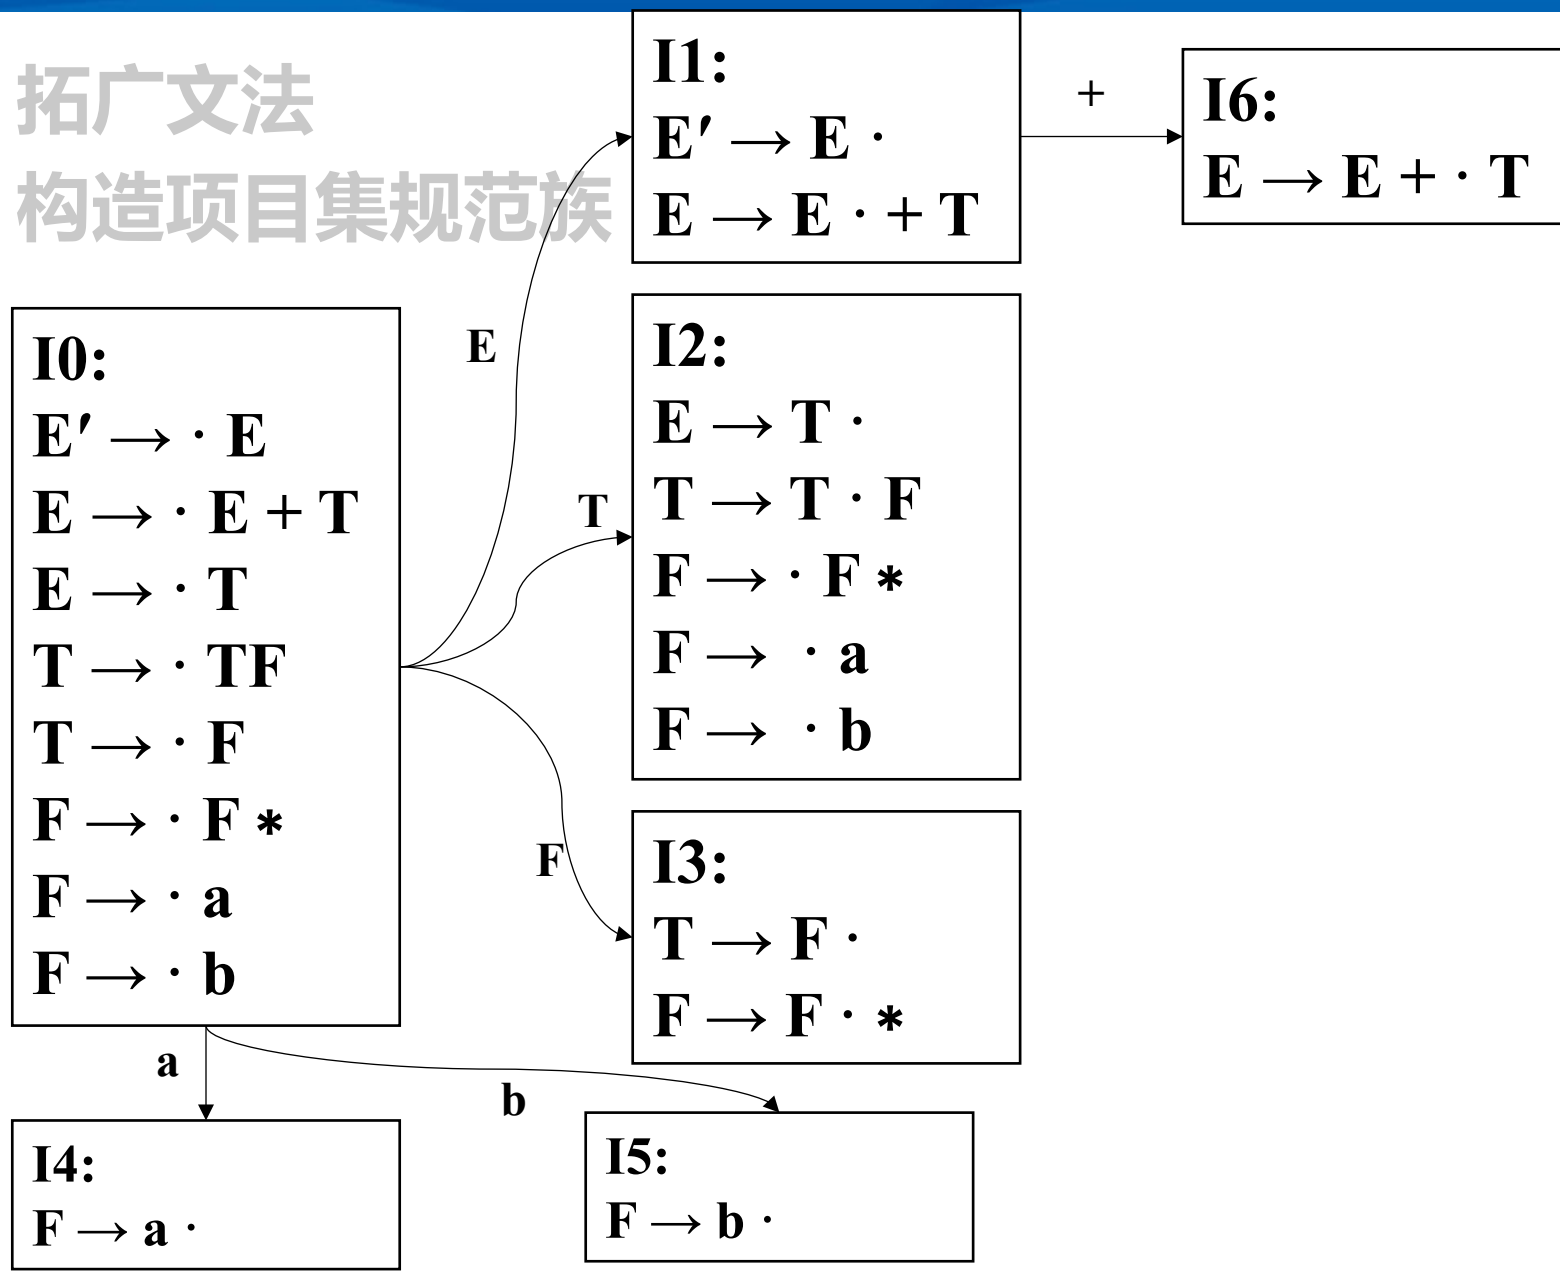 拓广文法
构造项目集规范族
I0:
E′ → · E
E → · E + T
E → · T
T → · TF
T → · F
F → · F *
F → · a
F → · b
E
T
F
a
b
I1:
E′ → E ·
E → E · + T
+
I6:
E → E + · T
I2:
E → T ·
T → T · F
F → · F *
F → · a
F → · b
I3:
T → F ·
F → F · *
I4:
F → a ·
I5:
F → b ·